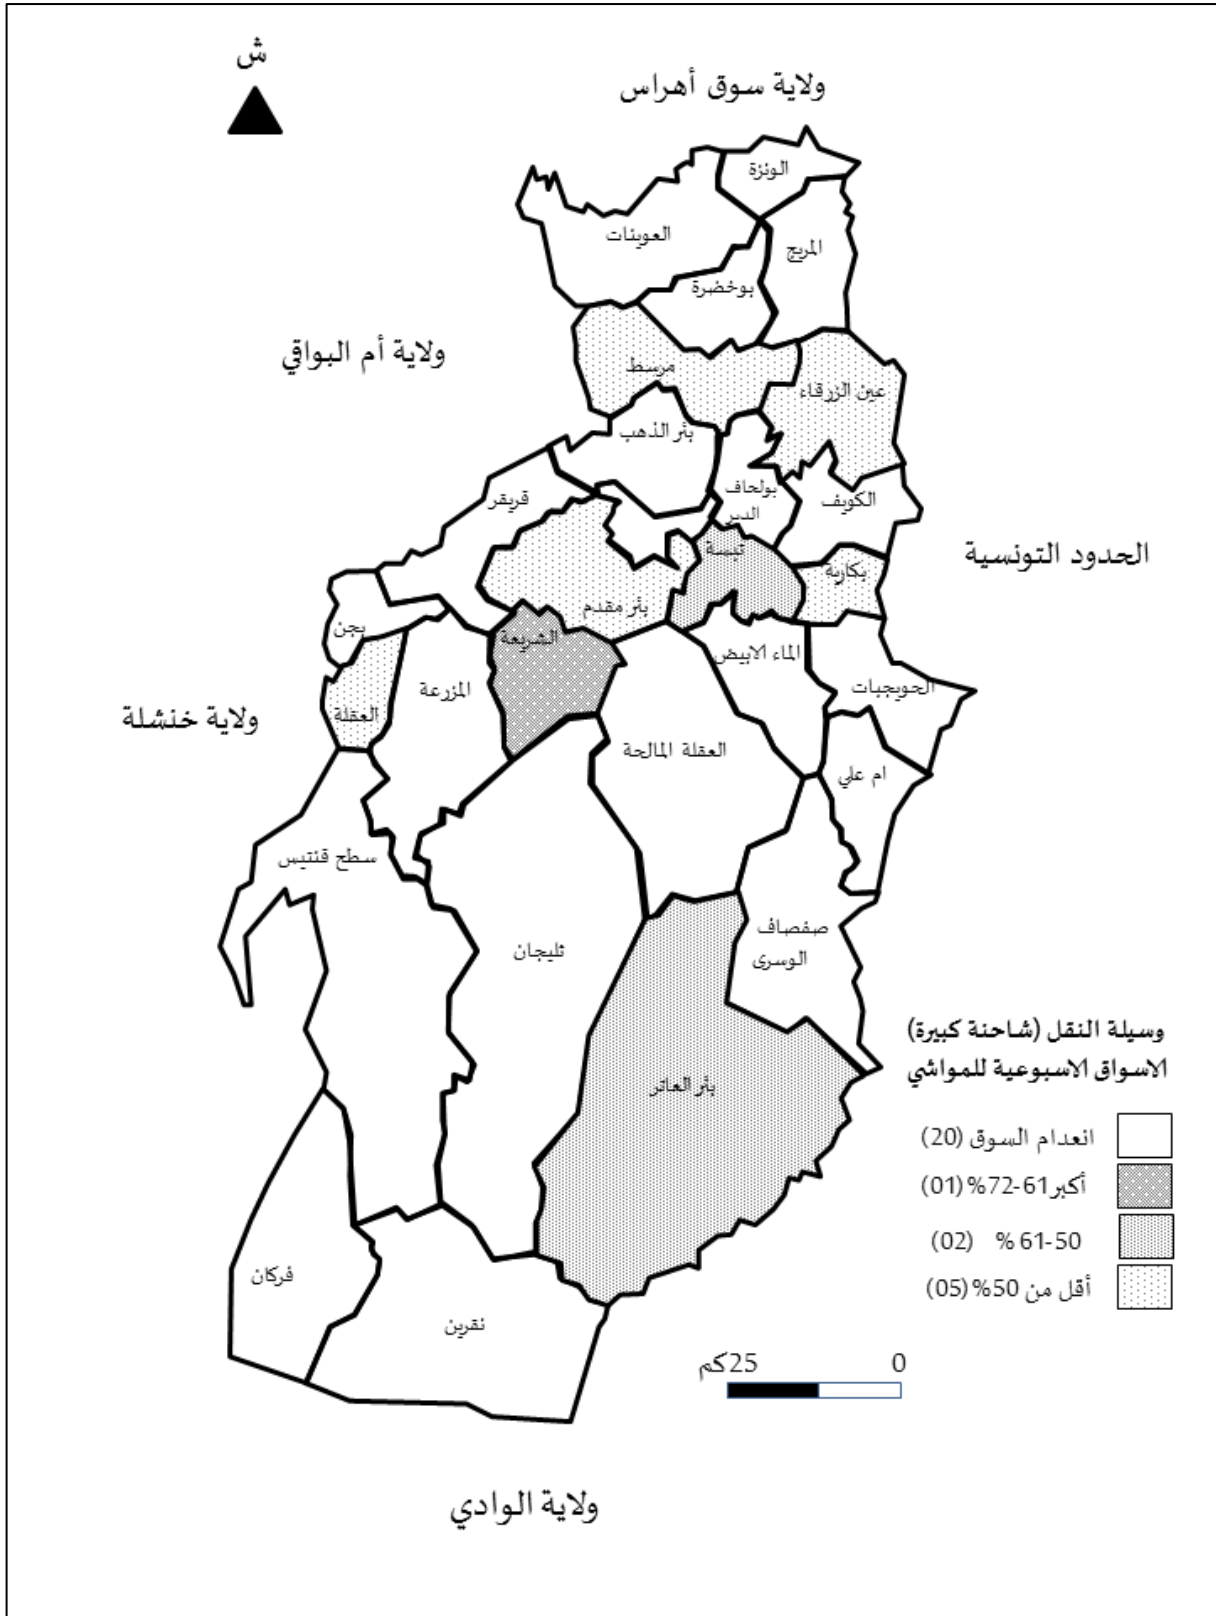 ش
ولاية سوق أهراس
الونزة
العوينات
المريج
بوخضرة
ولاية أم البواقي
مرسط
عين الزرقاء
بئر الذهب
قريقر
بولحاف
الدير
الكويف
تبسة
الحدود التونسية
بكارية
بئر مقدم
بجن
الشريعة
الماء الابيض
المزرعة
الحويجبات
ولاية خنشلة
العقلة
العقلة المالحة
ام علي
سطح قنتيس
صفصاف
الوسرى
ثليجان
وسيلة النقل (شاحنة كبيرة)
الاسواق الاسبوعية للمواشي
بئر العاتر
انعدام السوق (20)
أكبر 61-72% (01)
50-61 % (02)
أقل من 50% (05)
فركان
نقرين
0 25كم
ولاية الوادي